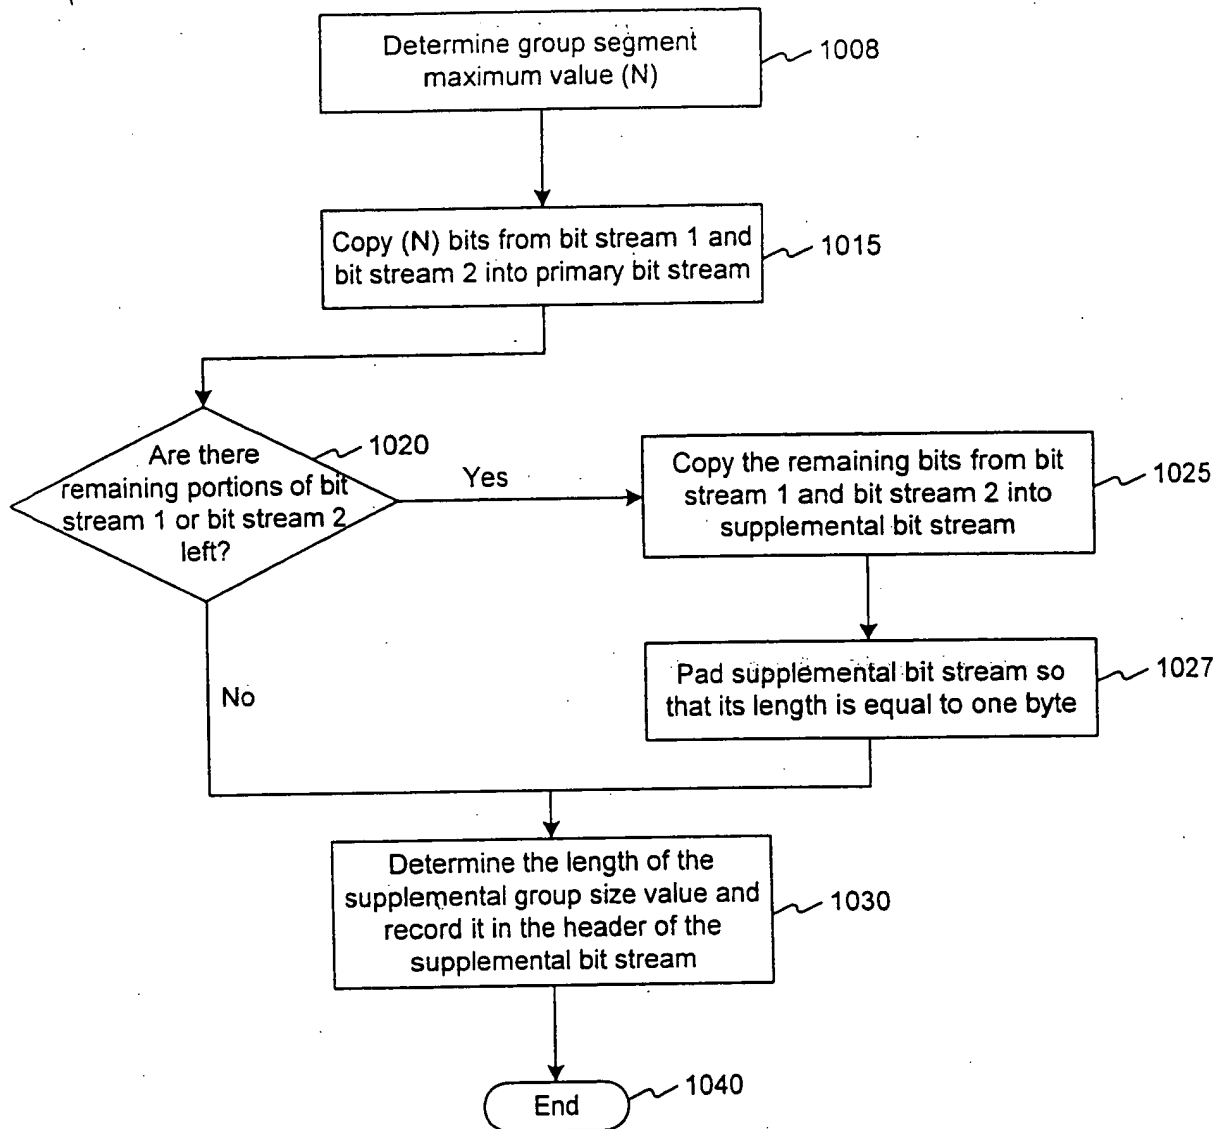 Determine group segment
maximum value (N)
1008
Copy (N) bits from bit stream 1 and
bit stream 2 into primary bit stream
1015
Are there
remaining portions of bit
stream 1 or bit stream 2
left?
1020
Yes
Copy the remaining bits from bit
stream 1 and bit stream 2 into
supplemental bit stream
1025
No
Pad supplemental bit stream so
that its length is equal to one byte
1027
Determine the length of the
supplemental group size value and
record it in the header of the
supplemental bit stream
1030
End
1040